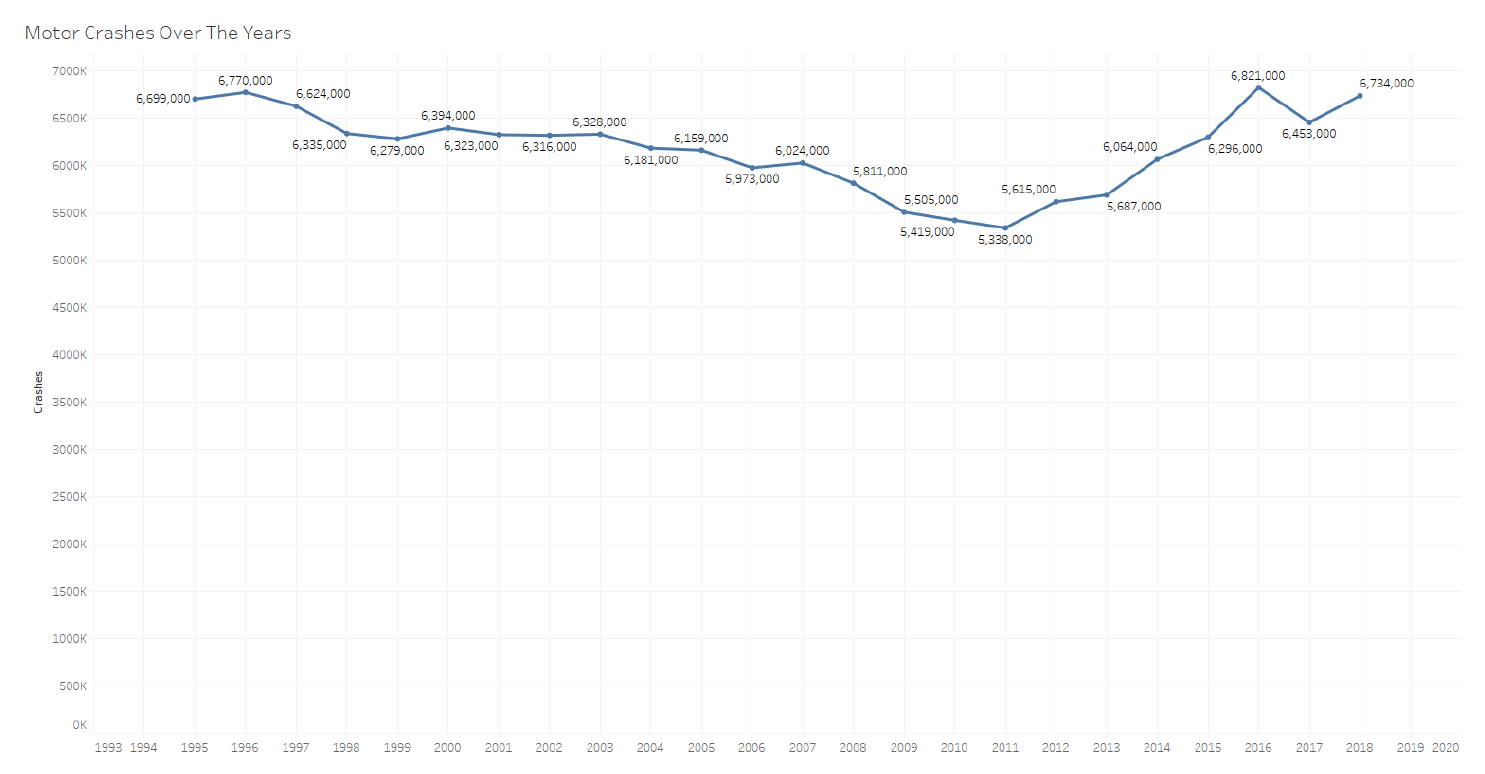 Motor Crashes Over The Years
7000K
6500K
6000K
5500K
5000K
4500K
4000K
3500K
3000K
2500K
2000K
1500K
1000K
500K
0K
Crashes
6,699,000
6,770,000
6,624,000
6,335,000
6,279,000
6,394,000
6,323,000
6,316,000
6,328,000
6,181,000
6,159,000
5,973,000
6,024,000
5,811,000
5,505,000
5,419,000
5,338,000
5,615,000
5,687,000
6,064,000
6,296,000
6,821,000
6,453,000
6,734,000
1993 1994 1995 1996 1997 1998 1999 2000 2001 2002 2003 2004 2005 2006 2007 2008 2009 2010 2011 2012 2013 2014 2015 2016 2017 2018 2019 2020